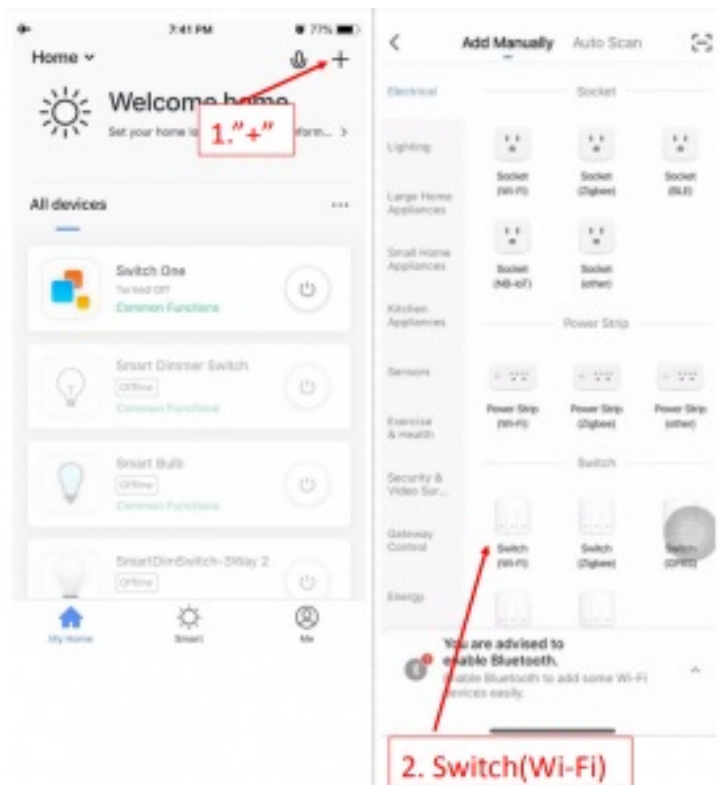 7:41 PM
77%
Home
Welcome home
Set your home lo
form...
1."+"
All devices
Switch One
Turned Off
Common Functions
Smart Dimmer Switch
Offline
Common Functions
Smart Bulb
Offline
Common Functions
SmartDimSwitch-3Way 2
Offline
My Home
Smart
Me
Add Manually Auto Scan
Electrical
Lighting
Large Home
Appliances
Small Home
Appliances
Kitchen
Appliances
Sensors
Exercise
& Health
Security &
Video Sur...
Gateway
Control
Energy
Socket
Socket
(Wi-Fi)
Socket
(Zigbee)
Socket
(BLE)
Socket
(NB-IoT)
Socket
(other)
Power Strip
Power Strip
(Wi-Fi)
Power Strip
(Zigbee)
Power Strip
(other)
Switch
Switch
(Wi-Fi)
Switch
(Zigbee)
Switch
(GPRS)
You are advised to
enable Bluetooth.
Enable Bluetooth to add some Wi-Fi
devices easily.
2. Switch(Wi-Fi)